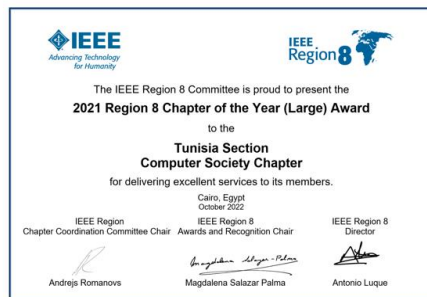 IEEE
Advancing Technology
for Humanity
IEEE
Region 8
The IEEE Region 8 Committee is proud to present the
2021 Region 8 Chapter of the Year (Large) Award
to the
Tunisia Section
Computer Society Chapter
for delivering excellent services to its members.
Cairo, Egypt
October 2022
IEEE Region IEEE Region 8 IEEE Region 8
Chapter Coordination Committee Chair Awards and Recognition Chair Director
Magdalena Salazar-Palma
Andrejs Romanovs Magdalena Salazar Palma Antonio Luque